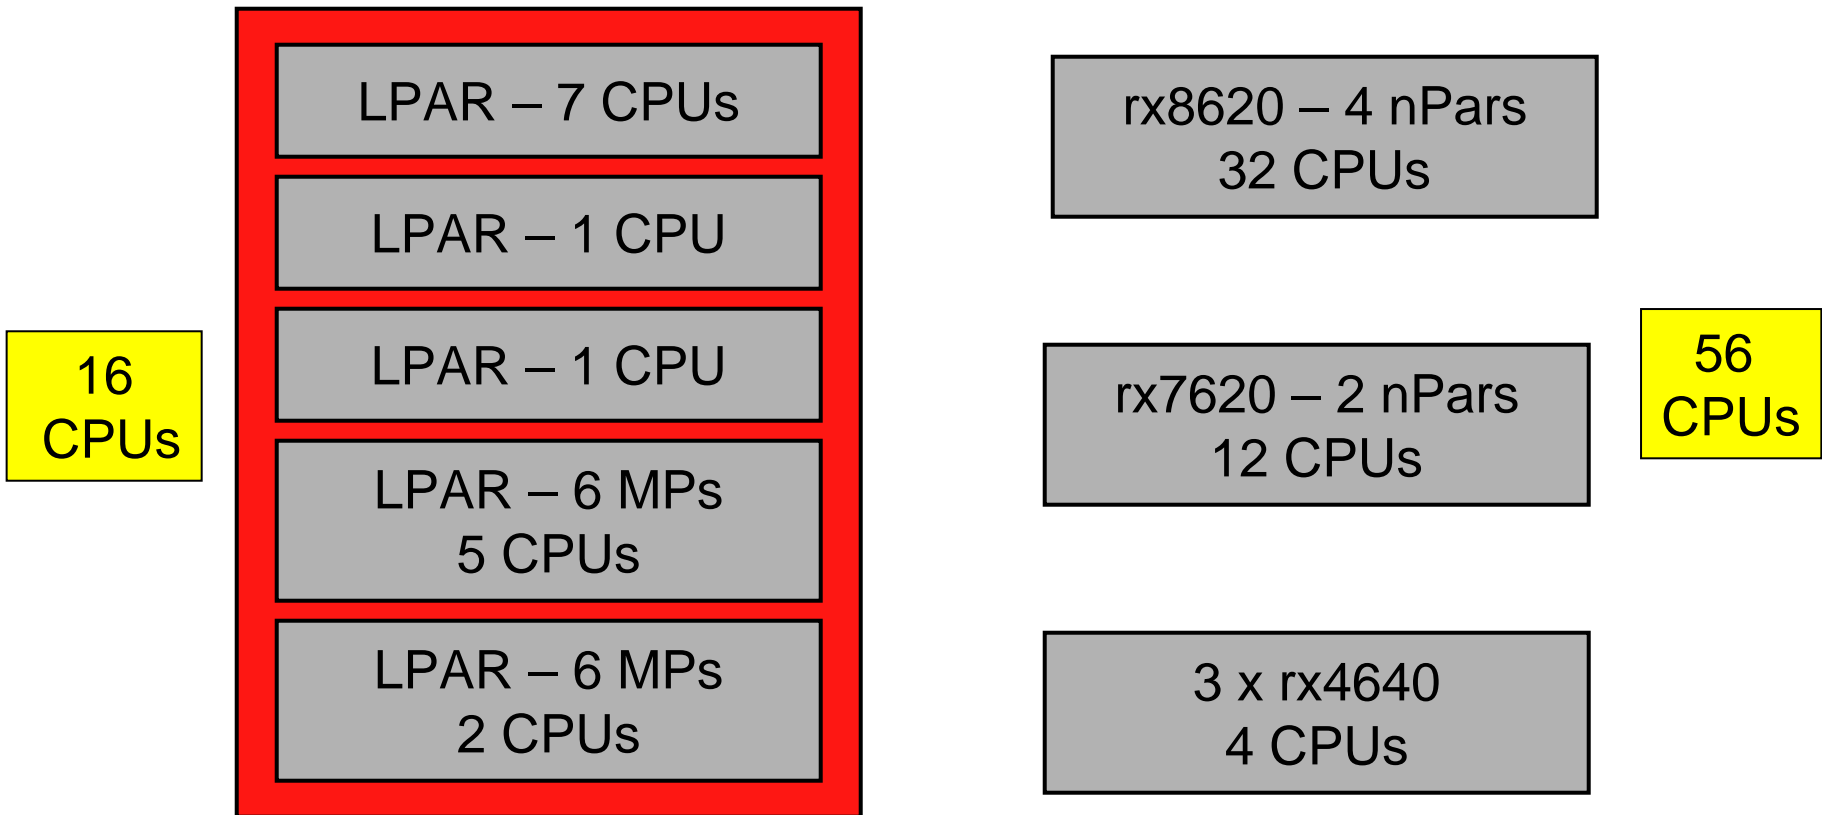 16
CPUs
LPAR – 7 CPUs
LPAR – 1 CPU
LPAR – 1 CPU
LPAR – 6 MPs
5 CPUs
LPAR – 6 MPs
2 CPUs
rx8620 – 4 nPars
32 CPUs
rx7620 – 2 nPars
12 CPUs
3 x rx4640
4 CPUs
56
CPUs